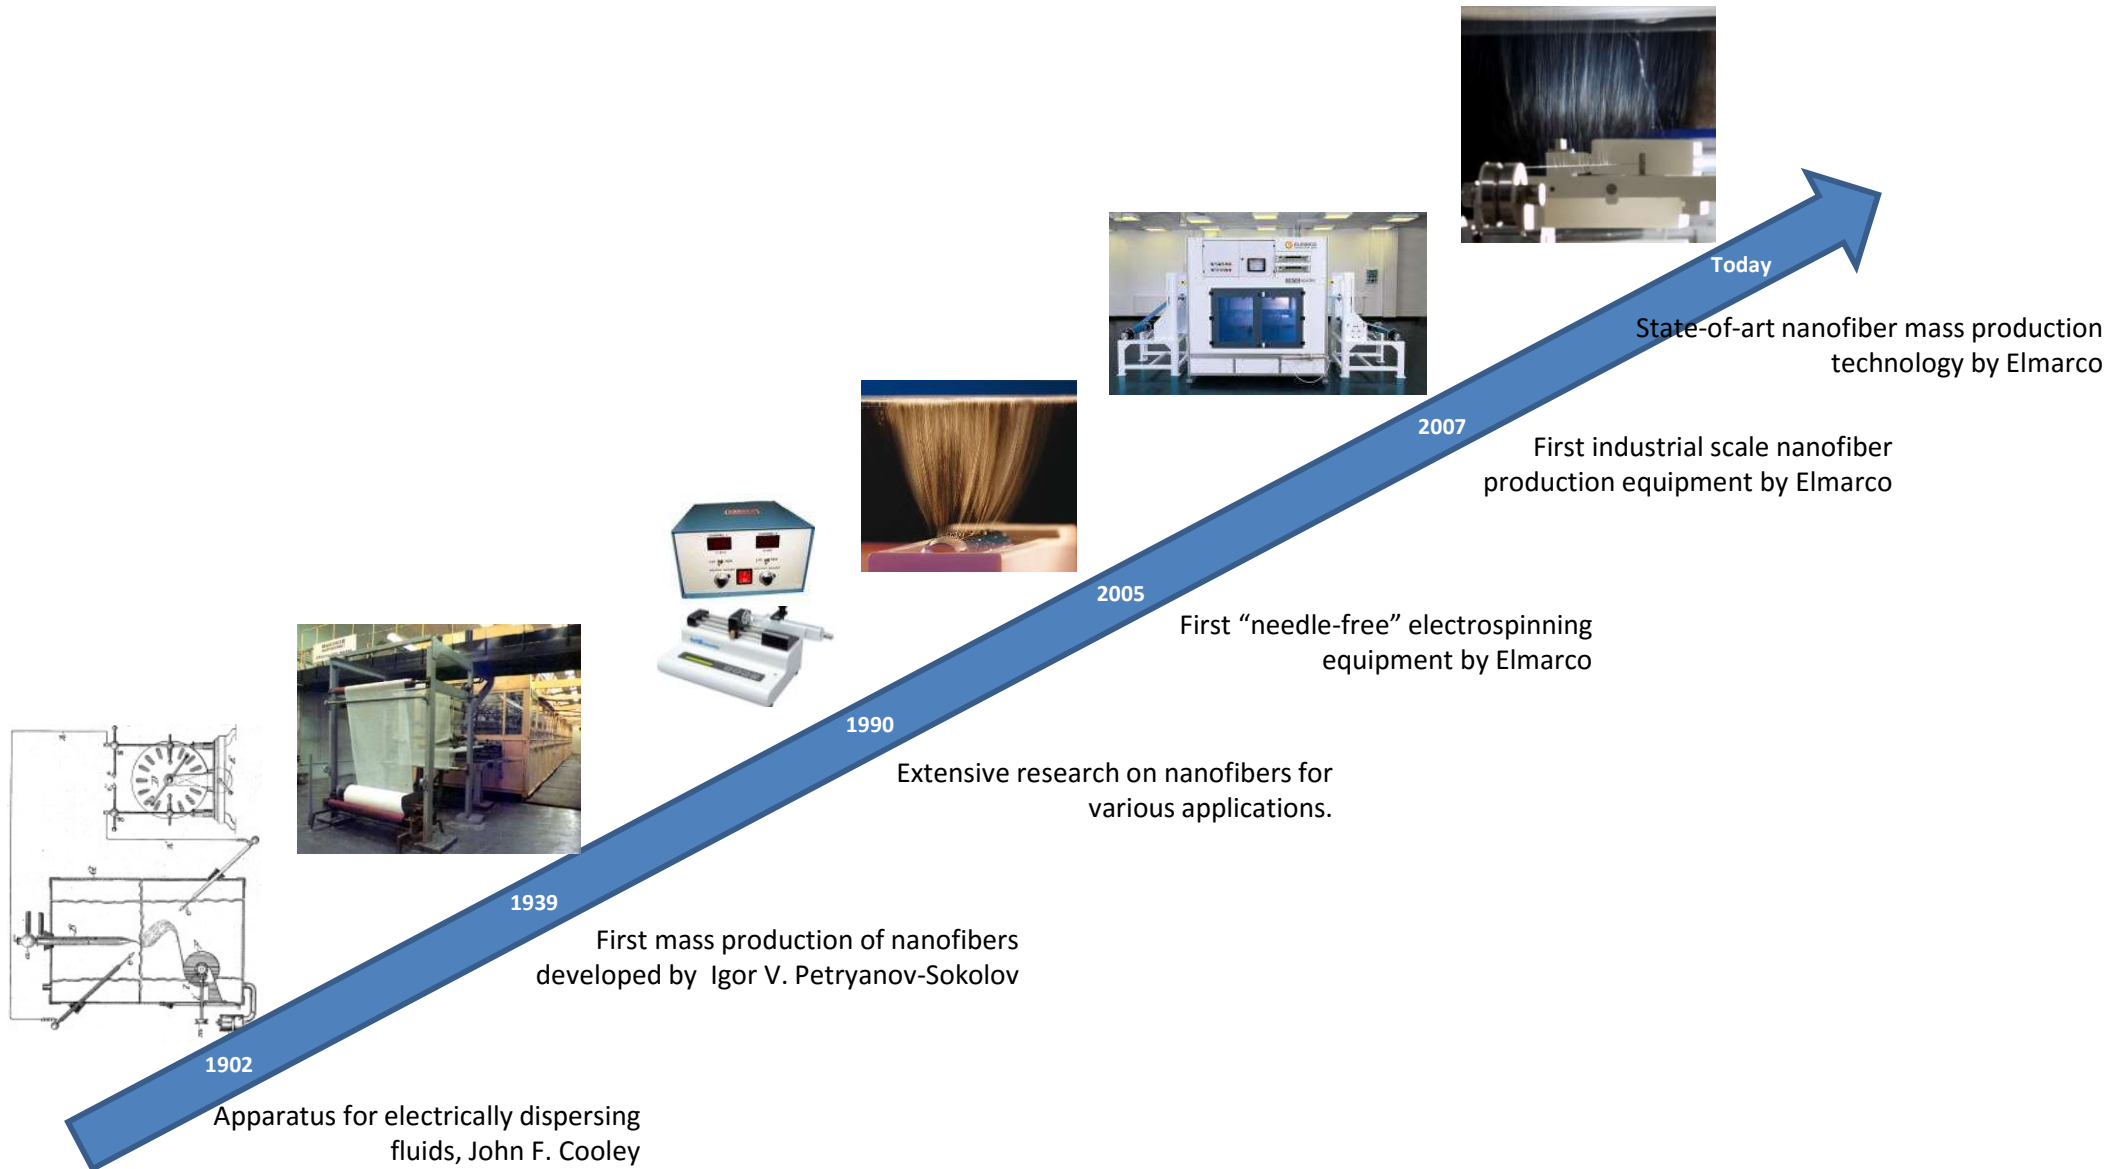 Today
State-of-art nanofiber mass production
technology by Elmarco
2007
First industrial scale nanofiber
production equipment by Elmarco
2005
First “needle-free” electrospinning
equipment by Elmarco
1990
Extensive research on nanofibers for
various applications.
1939
First mass production of nanofibers
developed by Igor V. Petryanov-Sokolov
1902
Apparatus for electrically dispersing
fluids, John F. Cooley